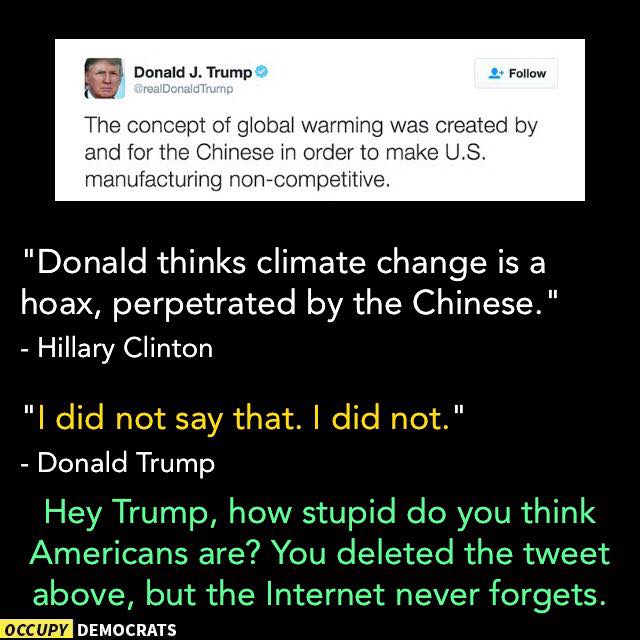 Donald J. Trump
@realDonaldTrump
Follow
The concept of global warming was created by
and for the Chinese in order to make U.S.
manufacturing non-competitive.
"Donald thinks climate change is a
hoax, perpetrated by the Chinese."
- Hillary Clinton
"I did not say that. I did not."
- Donald Trump
Hey Trump, how stupid do you think
Americans are? You deleted the tweet
above, but the Internet never forgets.
OCCUPY DEMOCRATS